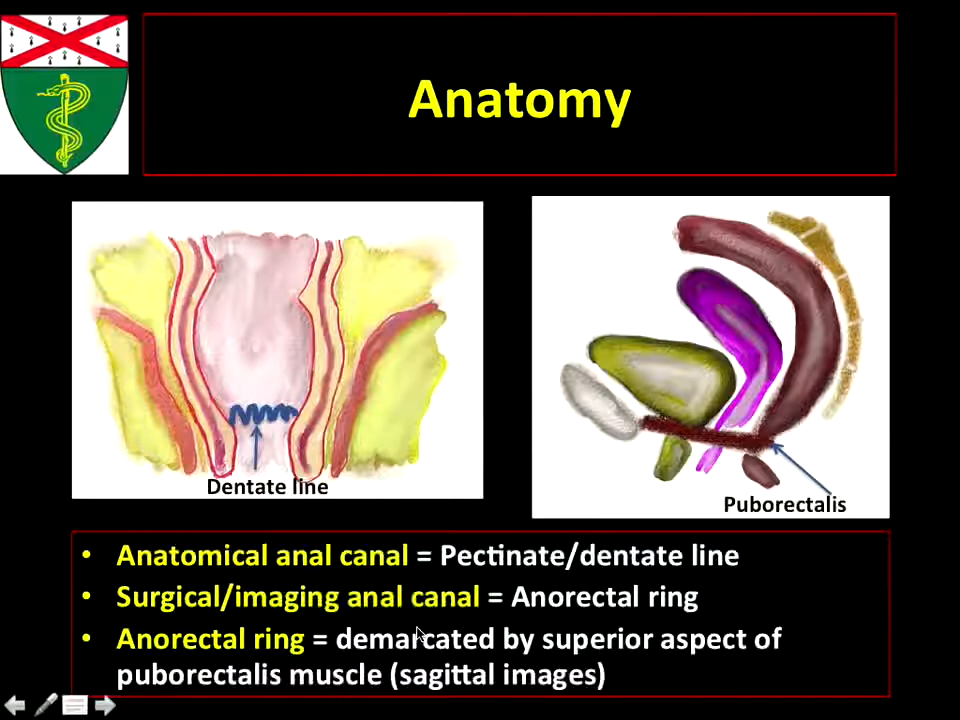 Anatomy
Dentate line
Puborectalis
• Anatomical anal canal = Pectinate/dentate line
• Surgical/imaging anal canal = Anorectal ring
• Anorectal ring = demarcated by superior aspect of
puborectalis muscle (sagittal images)